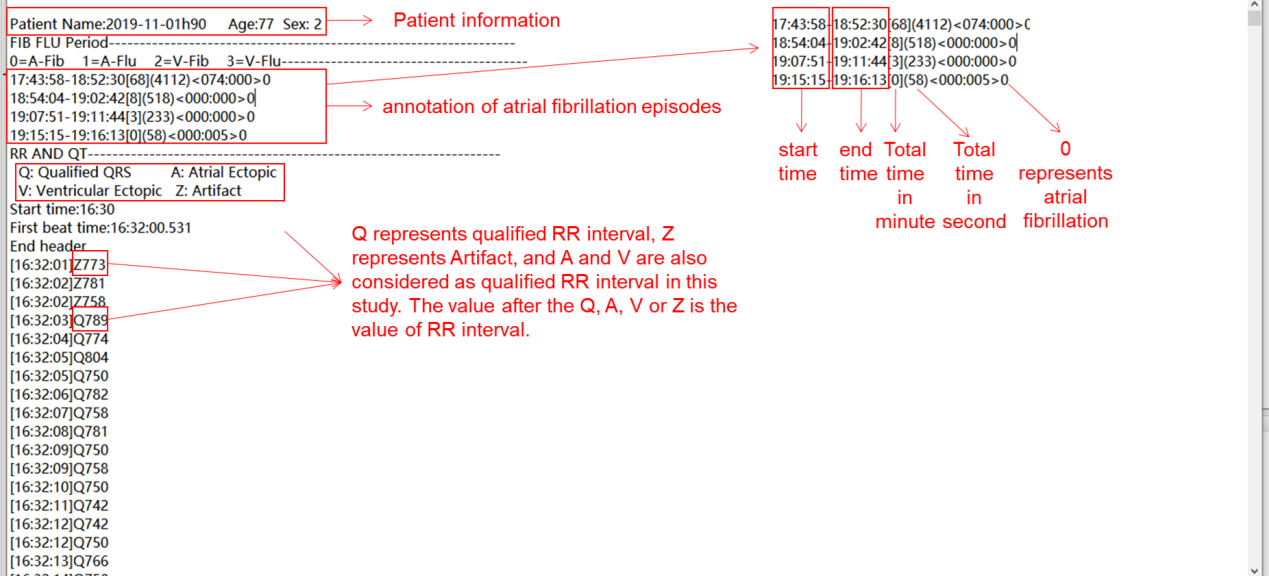 Patient Name:2019-11-01h90 Age:77 Sex: 2
Patient information
FIB FLU Period--------------------------------------------------------------------
0=A-Fib 1=A-Flu 2=V-Fib 3=V-Flu-----------------------------------------
17:43:58-18:52:30[68](4112)<074:000>0
18:54:04-19:02:42[8](518)<000:000>0
19:07:51-19:11:44[3](233)<000:000>0
19:15:15-19:16:13[0](58)<000:005>0
annotation of atrial fibrillation episodes
17:43:58-18:52:30[68](4112)<074:000>0
18:54:04-19:02:42[8](518)<000:000>0
19:07:51-19:11:44[3](233)<000:000>0
19:15:15-19:16:13[0](58)<000:005>0
start time
end time
Total time in minute
Total time in second
0 represents atrial fibrillation
RR AND QT--------------------------------------------------------------------
Q: Qualified QRS A: Atrial Ectopic
V: Ventricular Ectopic Z: Artifact
Start time:16:30
First beat time:16:32:00.531
End header
Q represents qualified RR interval, Z
represents Artifact, and A and V are also
considered as qualified RR interval in this
study. The value after the Q, A, V or Z is the
value of RR interval.
[16:32:01]Z773
[16:32:02]Z781
[16:32:02]Z758
[16:32:03]Q789
[16:32:04]Q774
[16:32:05]Q804
[16:32:05]Q750
[16:32:06]Q782
[16:32:07]Q758
[16:32:08]Q781
[16:32:09]Q750
[16:32:09]Q758
[16:32:10]Q750
[16:32:11]Q742
[16:32:12]Q742
[16:32:12]Q750
[16:32:13]Q766